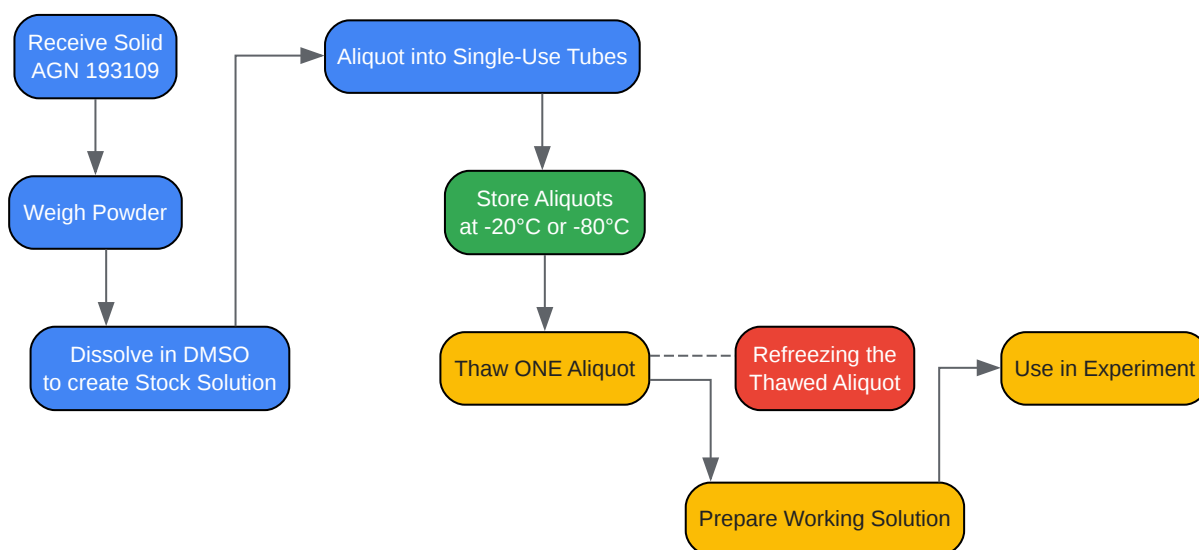 Receive Solid
AGN 193109
Weigh Powder
Dissolve in DMSO
to create Stock Solution
Aliquot into Single-Use Tubes
Store Aliquots
at -20°C or -80°C
Thaw ONE Aliquot
Refreezing the
Thawed Aliquot
Prepare Working Solution
Use in Experiment